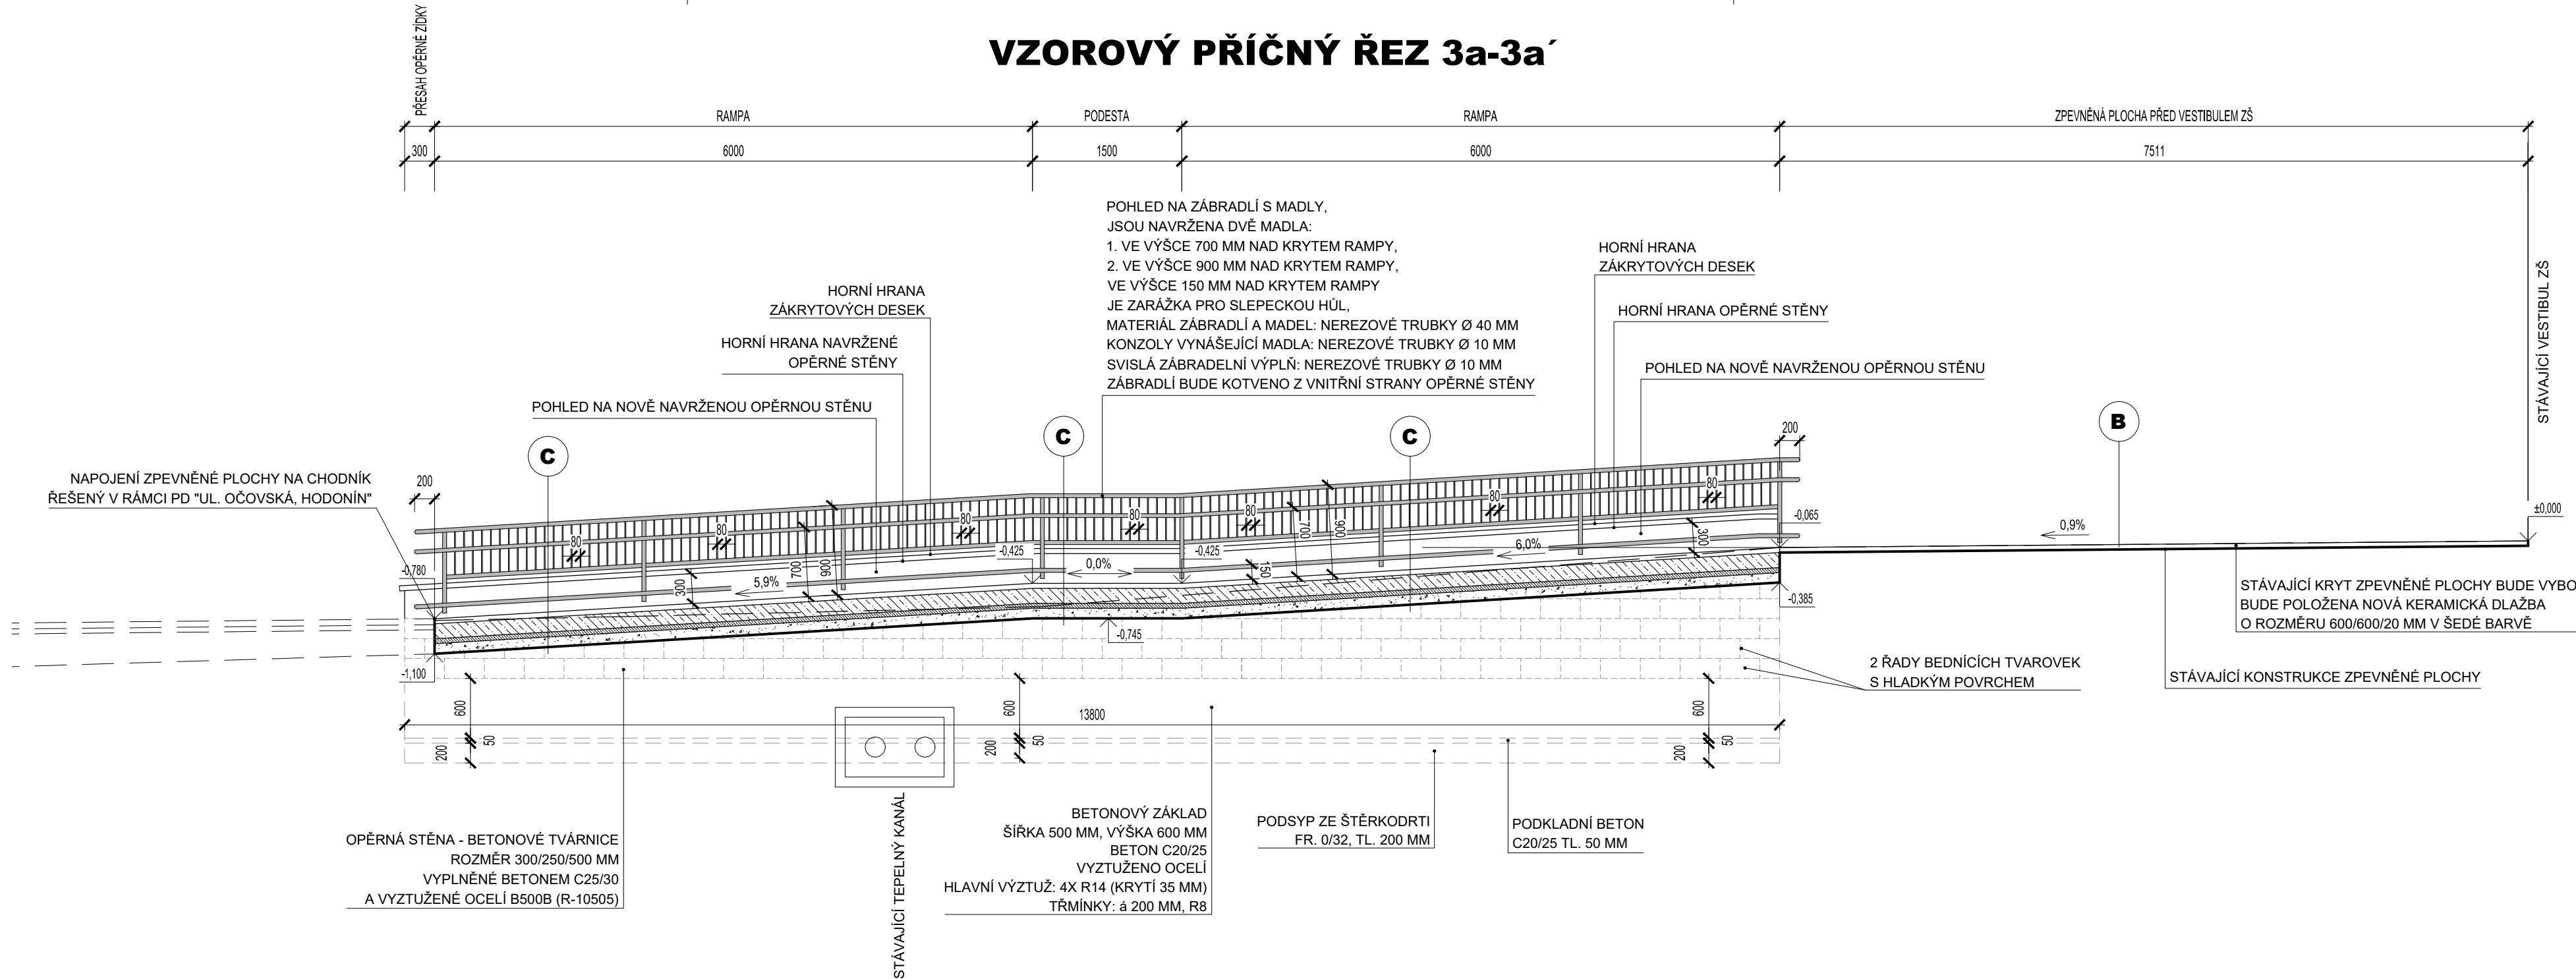 VZOROVÝ PŘÍČNÝ ŘEZ 3a-3a´
PŘESAH OPĚRNÉ ZÍDKY
RAMPA
PODESTA
RAMPA
ZPEVNĚNÁ PLOCHA PŘED VESTIBULEM ZŠ
300
6000
1500
6000
7511
POHLED NA ZÁBRADLÍ S MADLY,
JSOU NAVRŽENA DVĚ MADLA:
1. VE VÝŠCE 700 MM NAD KRYTEM RAMPY,
2. VE VÝŠCE 900 MM NAD KRYTEM RAMPY,
VE VÝŠCE 150 MM NAD KRYTEM RAMPY
JE ZARÁŽKA PRO SLEPECKOU HŮL,
MATERIÁL ZÁBRADLÍ A MADEL: NEREZOVÉ TRUBKY Ø 40 MM
KONZOLY VYNÁŠEJÍCÍ MADLA: NEREZOVÉ TRUBKY Ø 10 MM
SVISLÁ ZÁBRADELNÍ VÝPLŇ: NEREZOVÉ TRUBKY Ø 10 MM
ZÁBRADLÍ BUDE KOTVENO Z VNITŘNÍ STRANY OPĚRNÉ STĚNY
HORNÍ HRANA
ZÁKRYTOVÝCH DESEK
HORNÍ HRANA NAVRŽENÉ
OPĚRNÉ STĚNY
POHLED NA NOVĚ NAVRŽENOU OPĚRNOU STĚNU
HORNÍ HRANA
ZÁKRYTOVÝCH DESEK
HORNÍ HRANA OPĚRNÉ STĚNY
POHLED NA NOVĚ NAVRŽENOU OPĚRNOU STĚNU
STÁVAJÍCÍ VESTIBUL ZŠ
C
C
C
B
NAPOJENÍ ZPEVNĚNÉ PLOCHY NA CHODNÍK
ŘEŠENÝ V RÁMCI PD "UL. OČOVSKÁ, HODONÍN"
200
200
80
80
80
80
80
80
80
-0,780
300
5,9%
700
900
-0,425
0,0%
-0,425
150
700
900
6,0%
300
-0,065
0,9%
±0,000
-0,385
-0,745
-1,100
STÁVAJÍCÍ KRYT ZPEVNĚNÉ PLOCHY BUDE VYBO
BUDE POLOŽENA NOVÁ KERAMICKÁ DLAŽBA
O ROZMĚRU 600/600/20 MM V ŠEDÉ BARVĚ
2 ŘADY BEDNÍCÍCH TVAROVEK
S HLADKÝM POVRCHEM
STÁVAJÍCÍ KONSTRUKCE ZPEVNĚNÉ PLOCHY
600
50
200
600
50
200
13800
600
50
200
OPĚRNÁ STĚNA - BETONOVÉ TVÁRNICE
ROZMĚR 300/250/500 MM
VYPLNĚNÉ BETONEM C25/30
A VYZTUŽENÉ OCELÍ B500B (R-10505)
STÁVAJÍCÍ TEPELNÝ KANÁL
BETONOVÝ ZÁKLAD
ŠÍŘKA 500 MM, VÝŠKA 600 MM
BETON C20/25
VYZTUŽENO OCELÍ
HLAVNÍ VÝZTUŽ: 4X R14 (KRYTÍ 35 MM)
TŘMÍNKY: á 200 MM, R8
PODSYP ZE ŠTĚRKODRTI
FR. 0/32, TL. 200 MM
PODKLADNÍ BETON
C20/25 TL. 50 MM